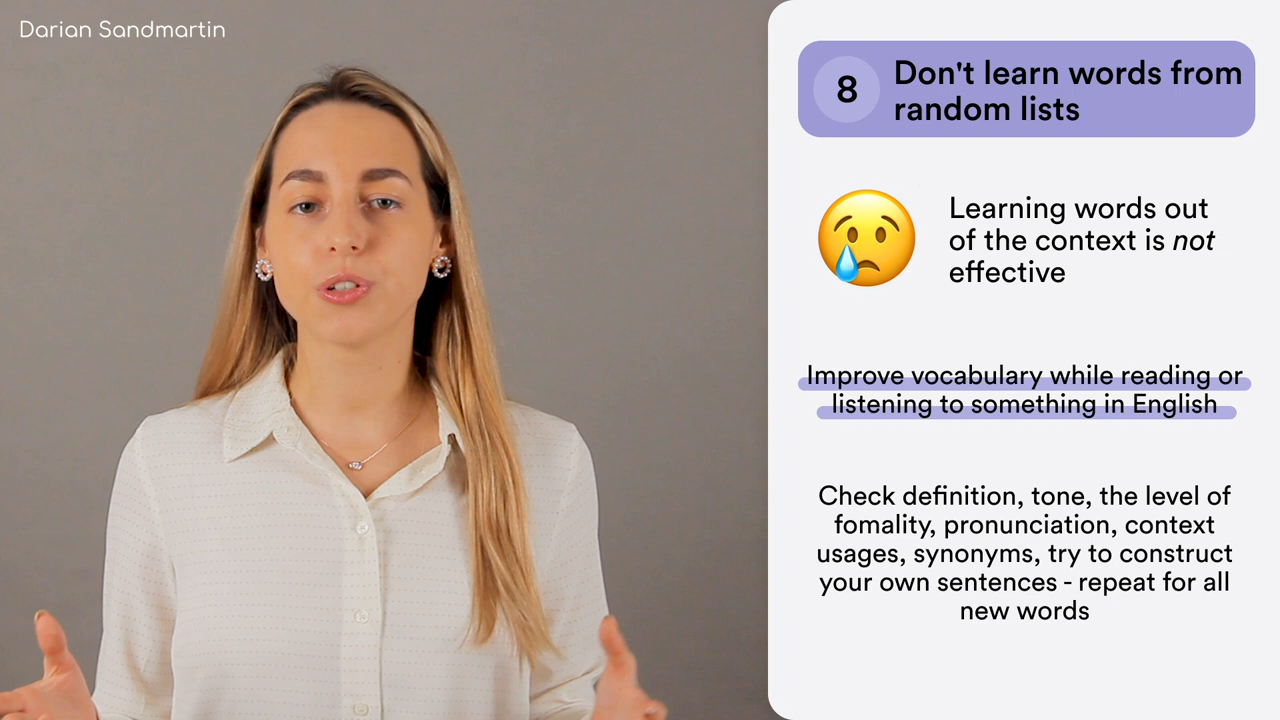 Darian Sandmartin
8
Don't learn words from
random lists
Learning words out
of the context is not
effective
Improve vocabulary while reading or
listening to something in English
Check definition, tone, the level of
fomality, pronunciation, context
usages, synonyms, try to construct
your own sentences - repeat for all
new words